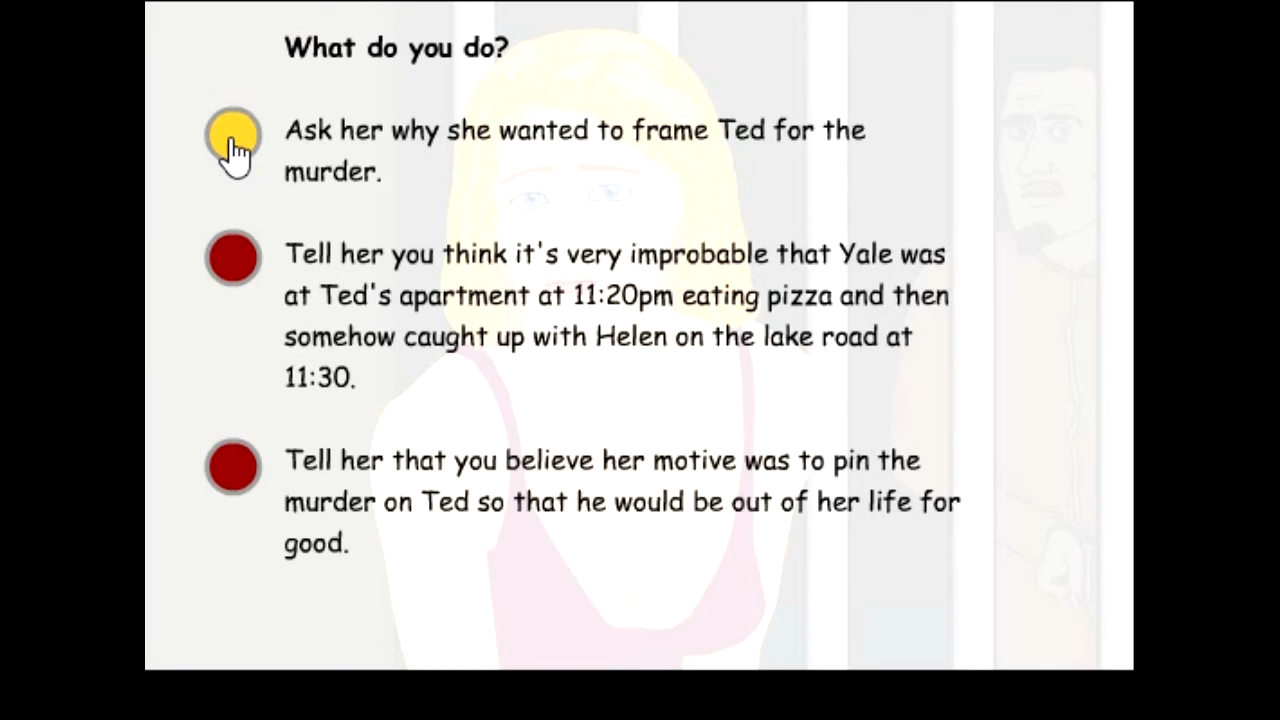 What do you do?
Ask her why she wanted to frame Ted for the
murder.
Tell her you think it's very improbable that Yale was
at Ted's apartment at 11:20pm eating pizza and then
somehow caught up with Helen on the lake road at
11:30.
Tell her that you believe her motive was to pin the
murder on Ted so that he would be out of her life for
good.